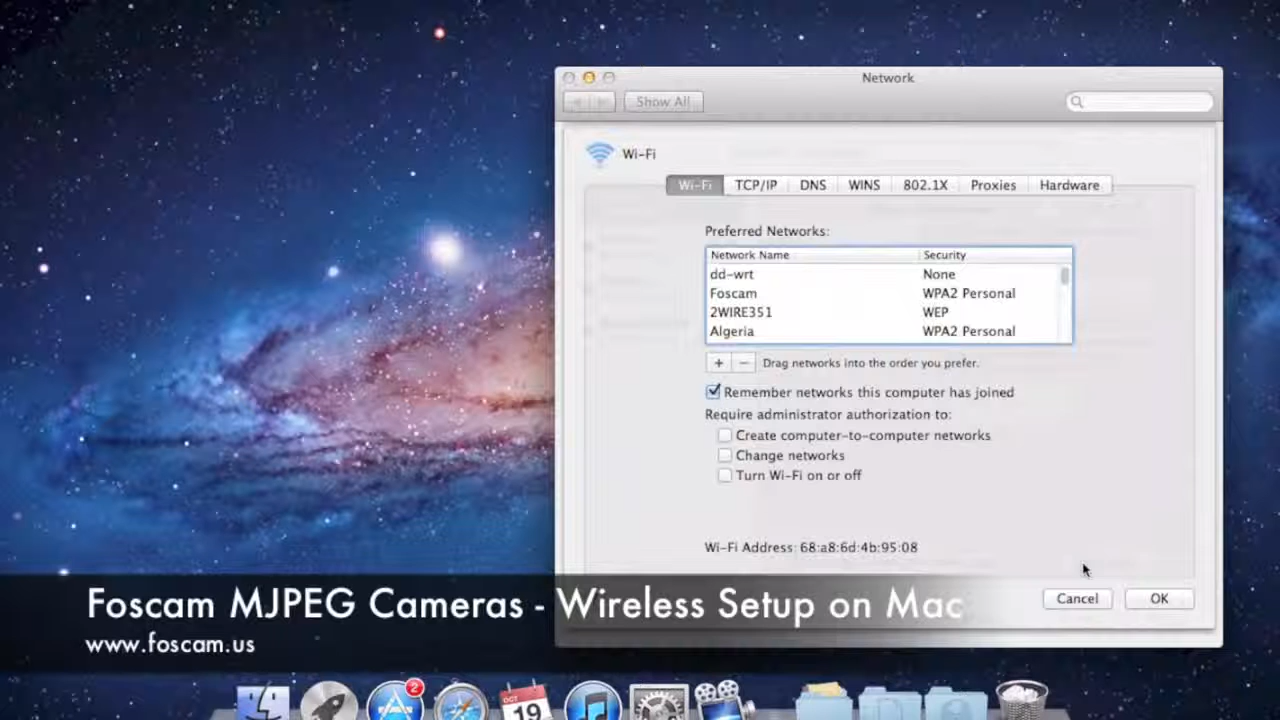 Network
Show All
Wi-Fi
Wi-Fi TCP/IP DNS WINS 802.1X Proxies Hardware
Preferred Networks:
Network Name Security
dd-wrt None
Foscam WPA2 Personal
2WIRE351 WEP
Algeria WPA2 Personal
+ − Drag networks into the order you prefer.
Remember networks this computer has joined
Require administrator authorization to:
Create computer-to-computer networks
Change networks
Turn Wi-Fi on or off
Wi-Fi Address: 68:a8:6d:4b:95:08
Cancel OK
Foscam MJPEG Cameras - Wireless Setup on Mac
www.foscam.us
2
OCT
19